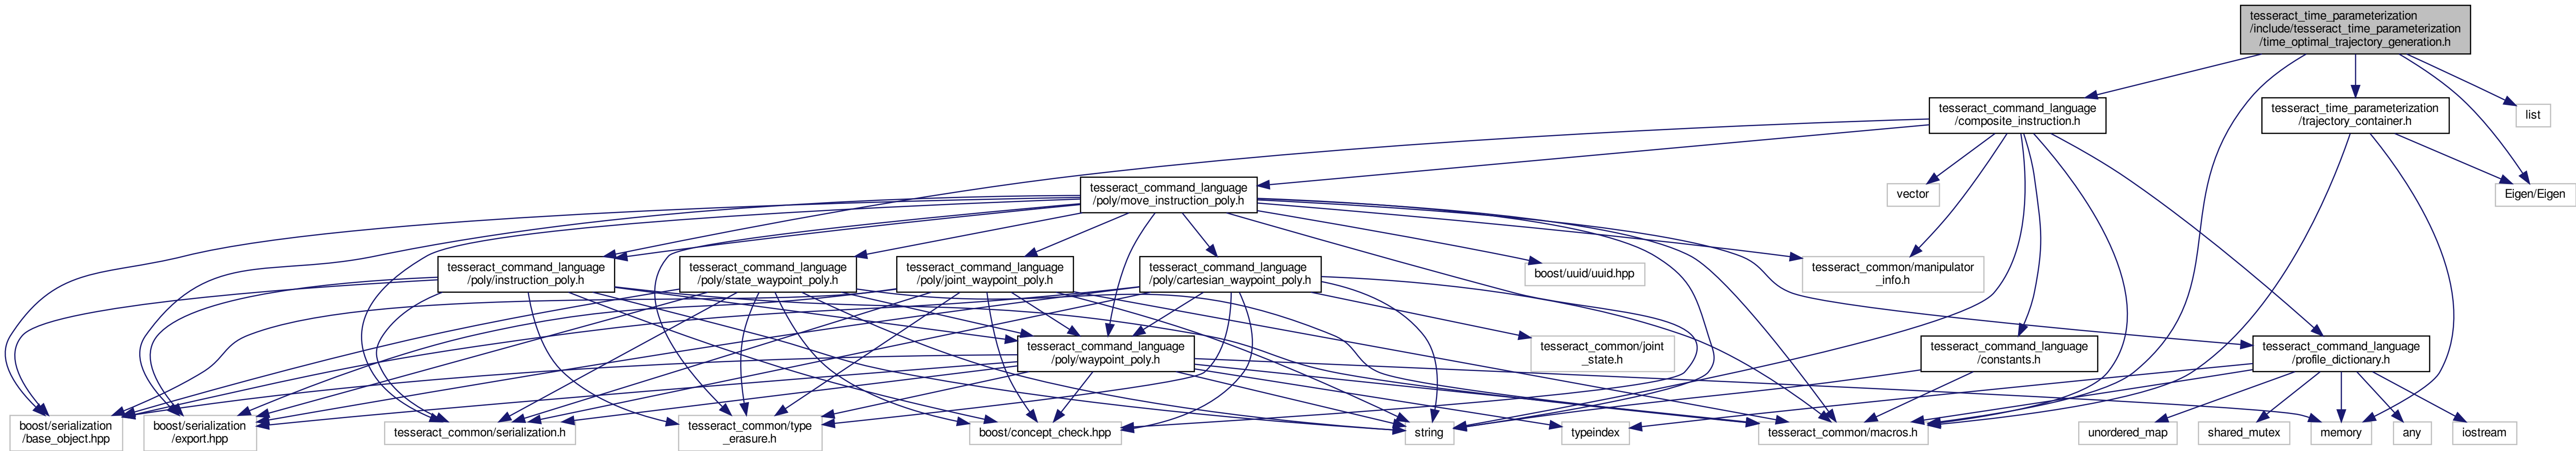 tesseract_time_parameterization
/include/tesseract_time_parameterization
/time_optimal_trajectory_generation.h
tesseract_command_language
/composite_instruction.h
tesseract_time_parameterization
/trajectory_container.h
list
tesseract_command_language
/poly/move_instruction_poly.h
vector
Eigen/Eigen
tesseract_command_language
/poly/instruction_poly.h
tesseract_command_language
/poly/state_waypoint_poly.h
tesseract_command_language
/poly/joint_waypoint_poly.h
tesseract_command_language
/poly/cartesian_waypoint_poly.h
boost/uuid/uuid.hpp
tesseract_common/manipulator
_info.h
tesseract_command_language
/poly/waypoint_poly.h
tesseract_common/joint
_state.h
tesseract_command_language
/constants.h
tesseract_command_language
/profile_dictionary.h
boost/serialization
/base_object.hpp
boost/serialization
/export.hpp
tesseract_common/serialization.h
tesseract_common/type
_erasure.h
boost/concept_check.hpp
string
typeindex
tesseract_common/macros.h
unordered_map
shared_mutex
memory
any
iostream